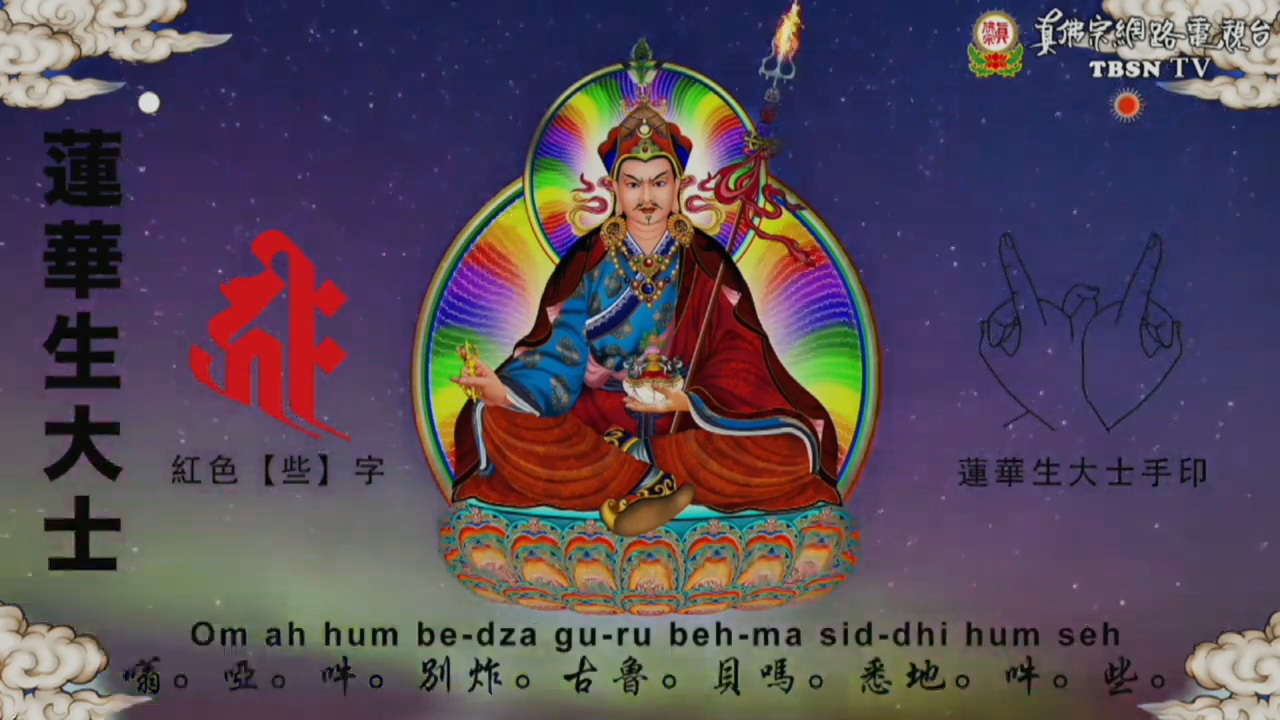 真佛宗網路電視台
TBSN TV
蓮華生大士
紅色【些】字
蓮華生大士手印
Om ah hum be-dza gu-ru beh-ma sid-dhi hum seh
嗡。啞。吽。別炸。古魯。貝嗎。悉地。吽。些。